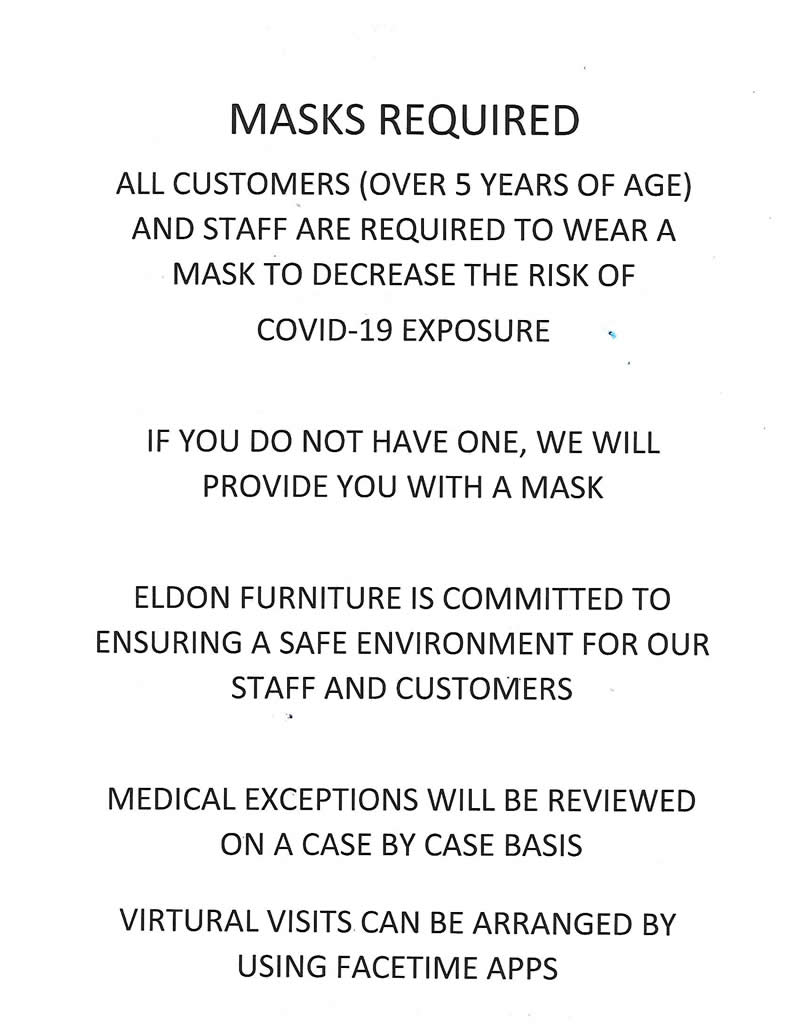 MASKS REQUIRED
ALL CUSTOMERS (OVER 5 YEARS OF AGE)
AND STAFF ARE REQUIRED TO WEAR A
MASK TO DECREASE THE RISK OF
COVID-19 EXPOSURE
IF YOU DO NOT HAVE ONE, WE WILL
PROVIDE YOU WITH A MASK
ELDON FURNITURE IS COMMITTED TO
ENSURING A SAFE ENVIRONMENT FOR OUR
STAFF AND CUSTOMERS
MEDICAL EXCEPTIONS WILL BE REVIEWED
ON A CASE BY CASE BASIS
VIRTURAL VISITS CAN BE ARRANGED BY
USING FACETIME APPS